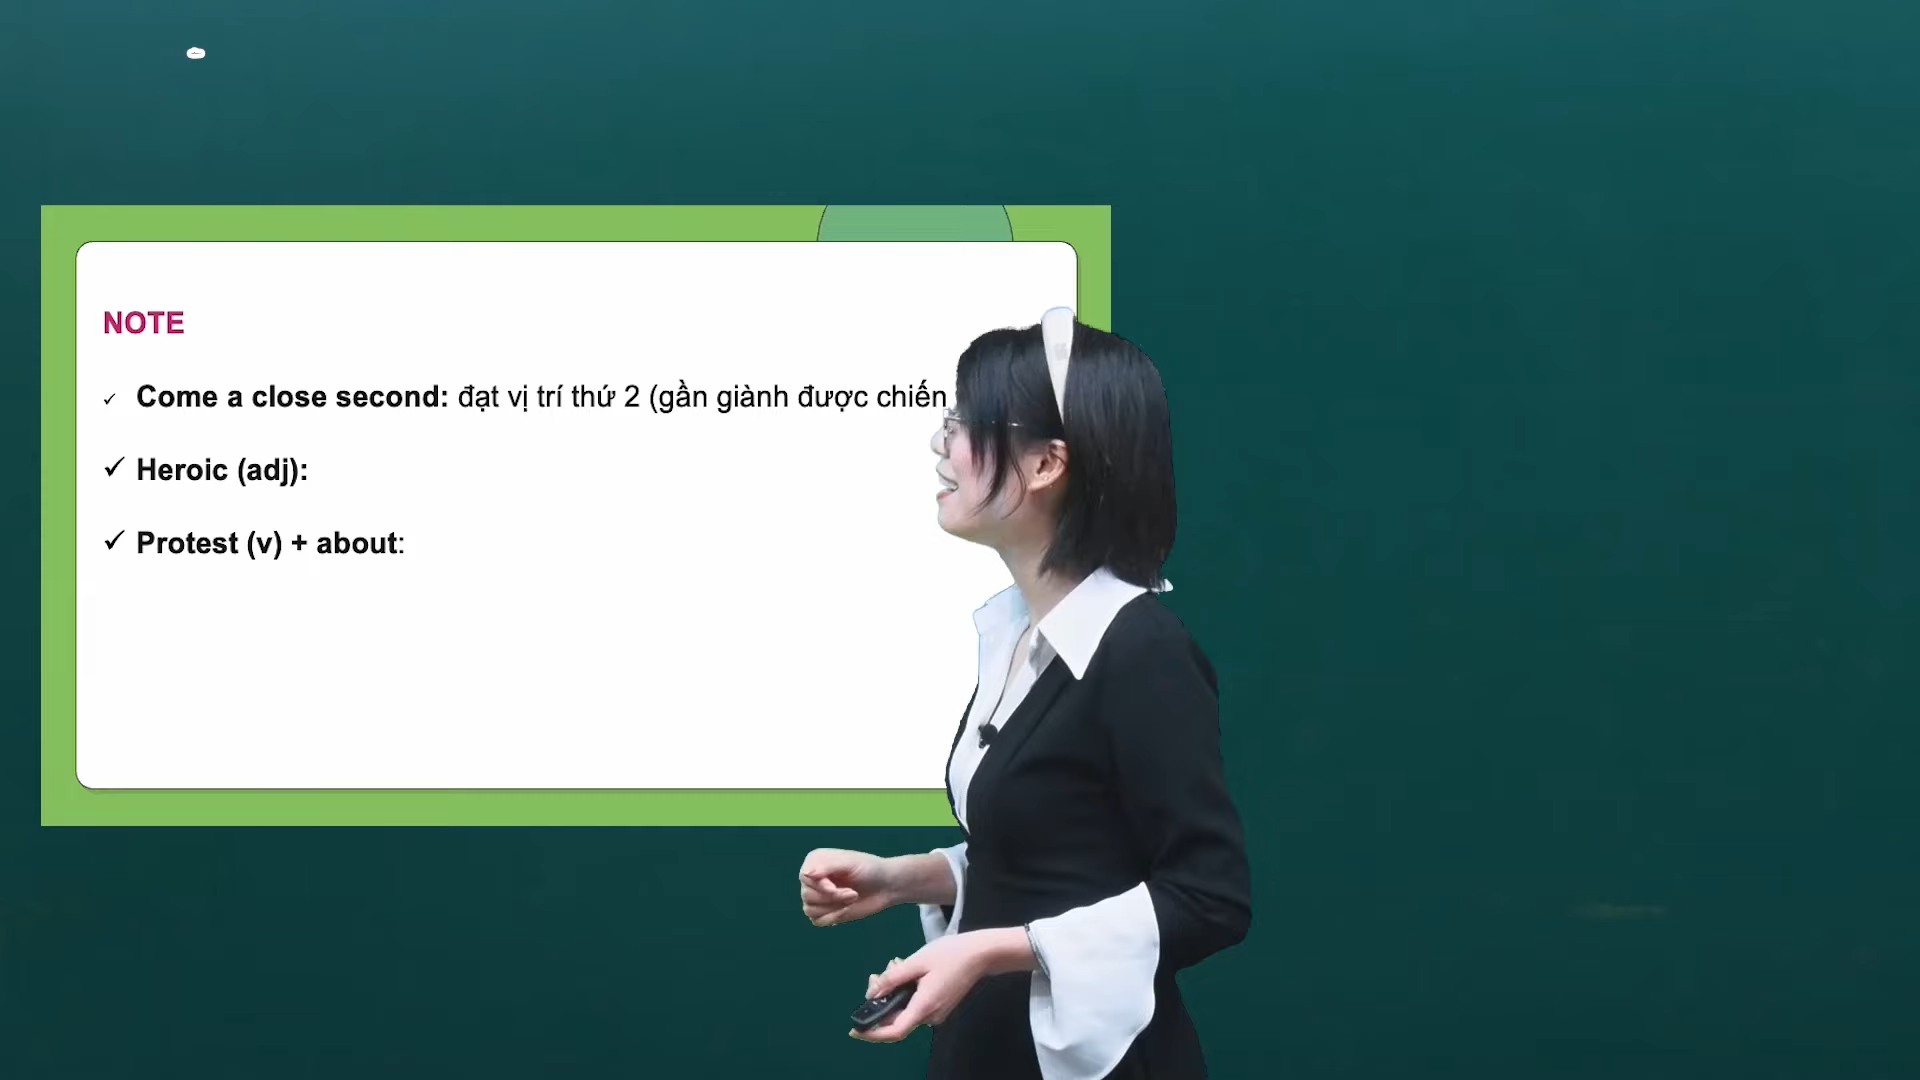 NOTE
✓ Come a close second: đạt vị trí thứ 2 (gần giành được chiến
✓ Heroic (adj):
✓ Protest (v) + about: